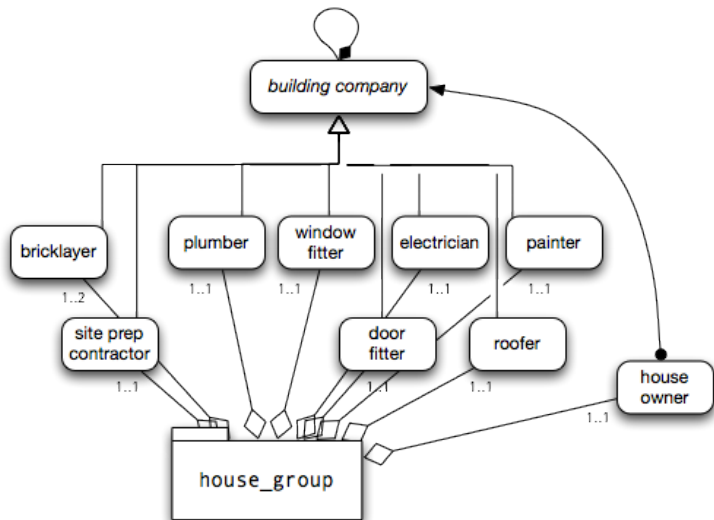 building company
bricklayer
plumber
window
fitter
electrician
painter
1..2
1..1
1..1
1..1
1..1
site prep
contractor
door
fitter
roofer
house
owner
1..1
1..1
1..1
1..1
house_group